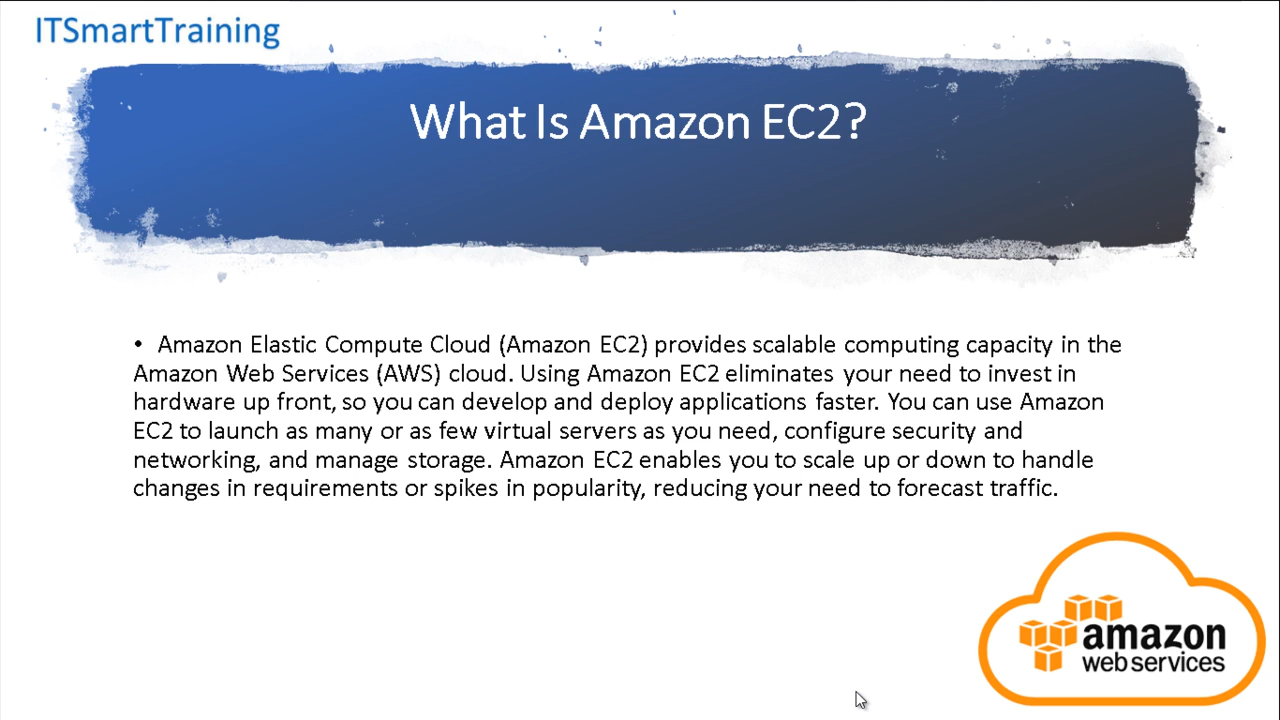 ITSmartTraining
What Is Amazon EC2?
• Amazon Elastic Compute Cloud (Amazon EC2) provides scalable computing capacity in the
Amazon Web Services (AWS) cloud. Using Amazon EC2 eliminates your need to invest in
hardware up front, so you can develop and deploy applications faster. You can use Amazon
EC2 to launch as many or as few virtual servers as you need, configure security and
networking, and manage storage. Amazon EC2 enables you to scale up or down to handle
changes in requirements or spikes in popularity, reducing your need to forecast traffic.
amazon
web services